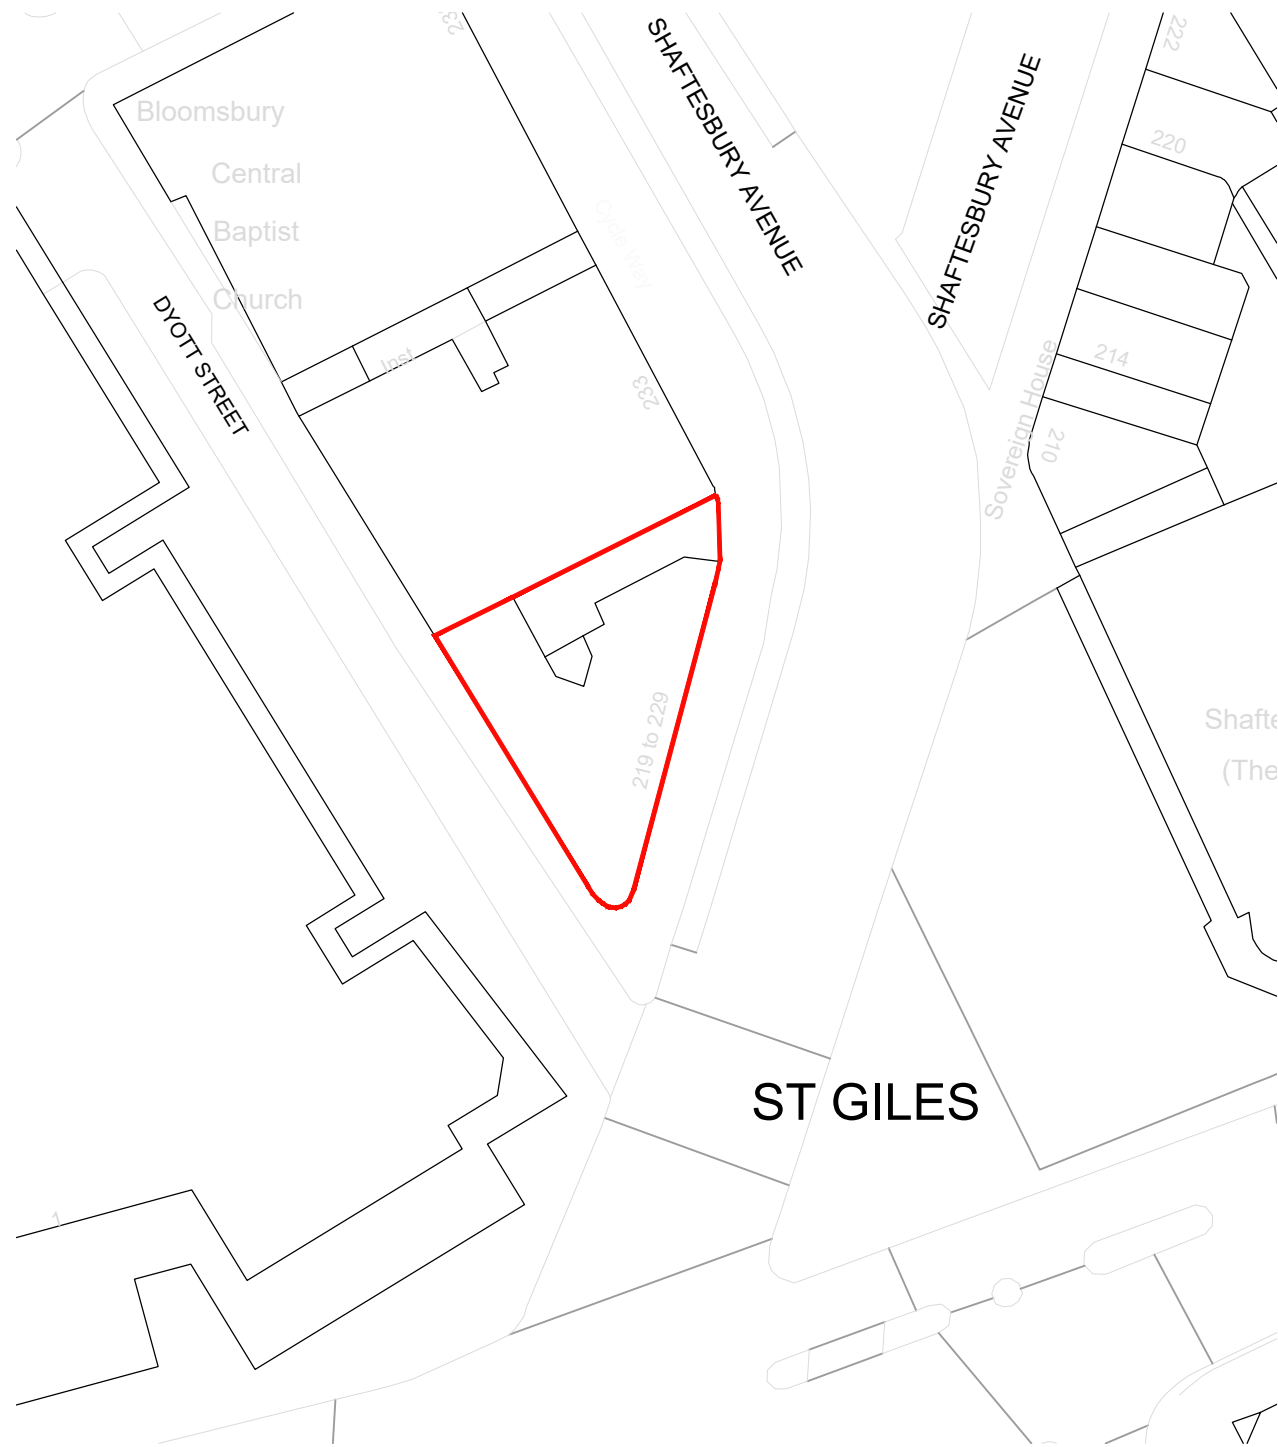 SHAFTESBURY AVENUE
SHAFTESBURY AVENUE
222
Bloomsbury
220
Central
Cycle Way
Baptist
Church
DYOTT STREET
Inst
214
233
Sovereign House
210
219 to 229
ST GILES
1